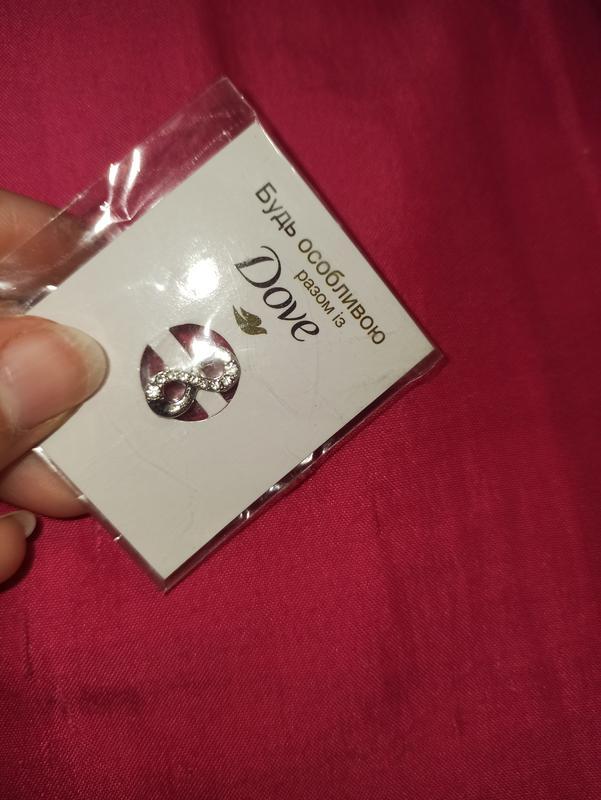 Будь особливою
разом із
Dove